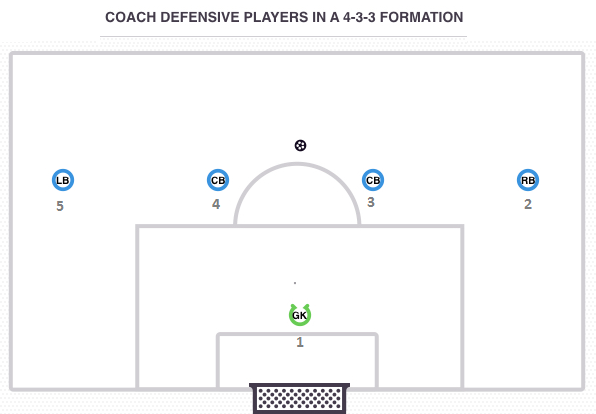 COACH DEFENSIVE PLAYERS IN A 4-3-3 FORMATION
LB CB CB RB
5 4 3 2
GK
1